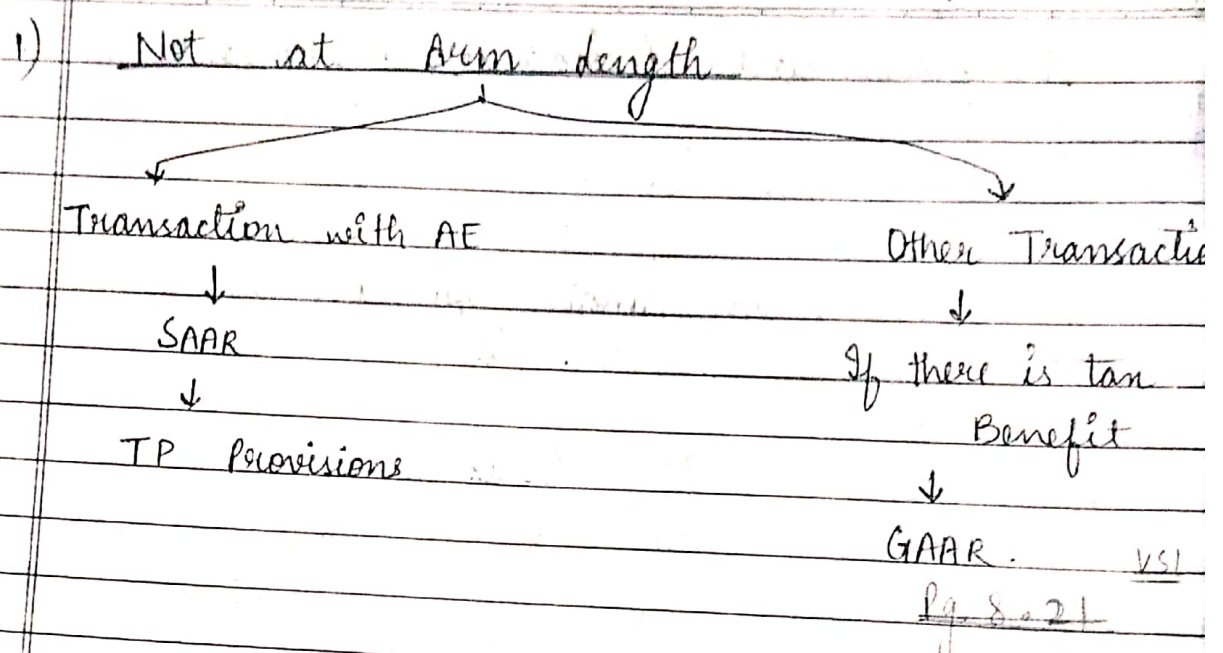 1) Not at Arm Length
Transaction with AE
Other Transactio
SAAR
If there is tax
Benefit
TP Provisions
GAAR.
VSI
Pg. 8.21